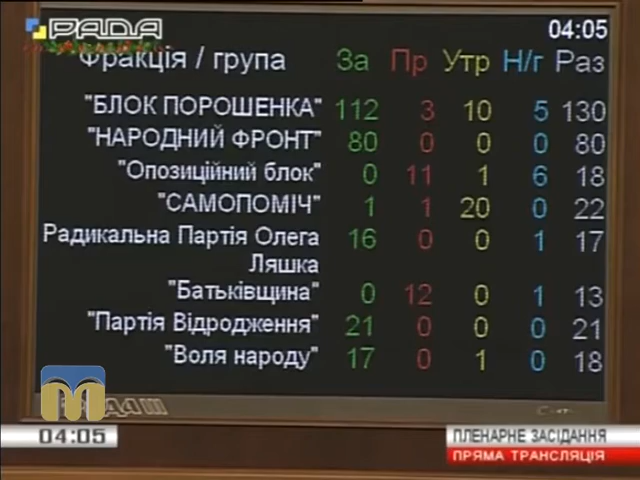 РАДА
04:05
Фракція / група За Пр Утр Н/г Раз
"БЛОК ПОРОШЕНКА" 112 3 10 5 130
"НАРОДНИЙ ФРОНТ" 80 0 0 0 80
"Опозиційний блок" 0 11 1 6 18
"САМОПОМІЧ" 1 1 20 0 22
Радикальна Партія Олега 16 0 0 1 17
Ляшка
"Батьківщина" 0 12 0 1 13
"Партія Відродження" 21 0 0 0 21
"Воля народу" 17 0 1 0 18
М
04:05
ПЛЕНАРНЕ ЗАСІДАННЯ
ПРЯМА ТРАНСЛЯЦІЯ